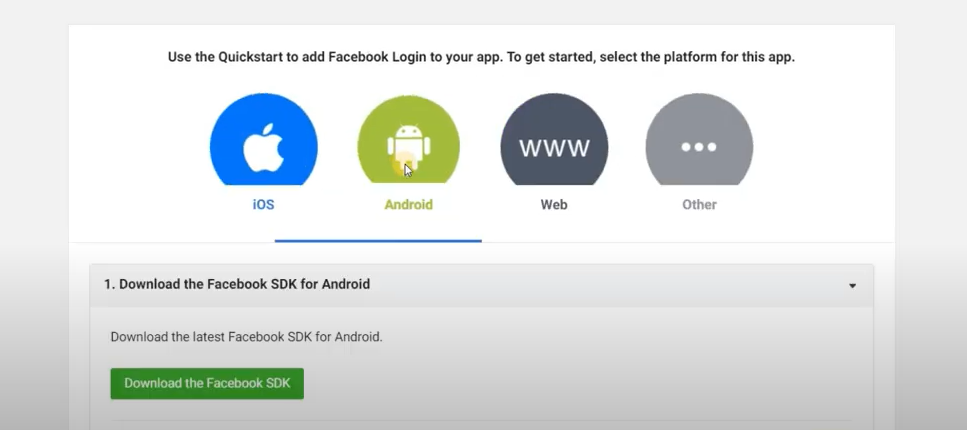 Use the Quickstart to add Facebook Login to your app. To get started, select the platform for this app.
www
iOS
Android
Web
Other
1. Download the Facebook SDK for Android
Download the latest Facebook SDK for Android.
Download the Facebook SDK